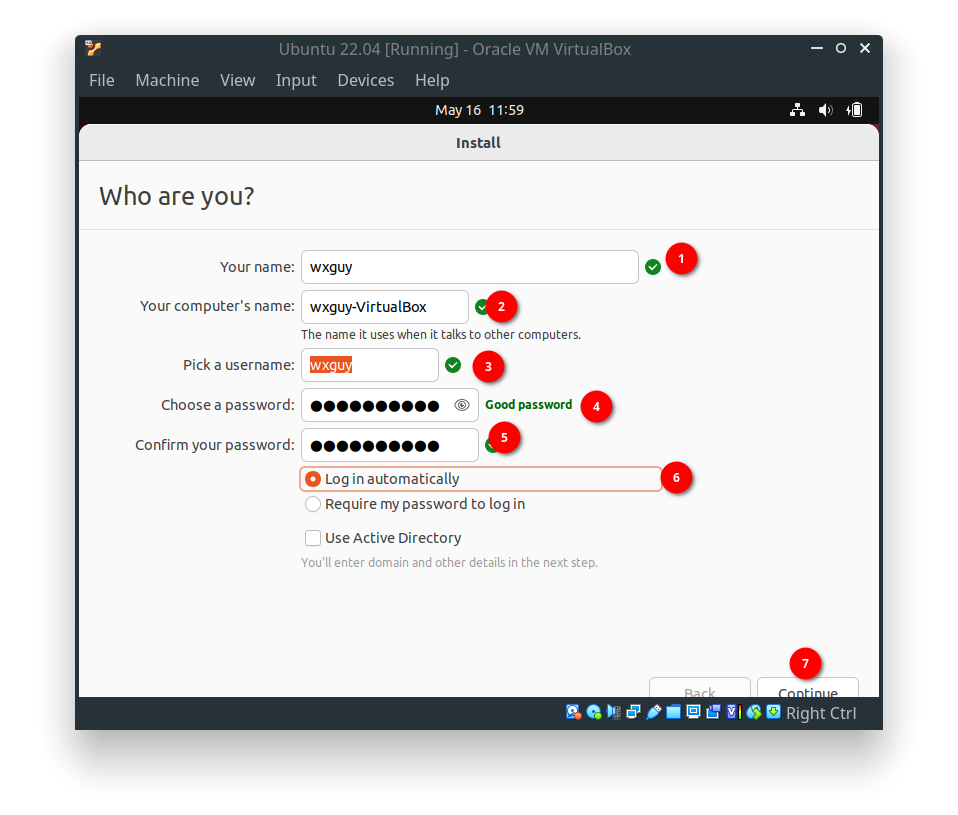 Ubuntu 22.04 [Running] - Oracle VM VirtualBox
File Machine View Input Devices Help
May 16 11:59
Install
Who are you?
Your name: wxguy 1
Your computer's name: wxguy-VirtualBox 2
The name it uses when it talks to other computers.
Pick a username: wxguy 3
Choose a password: ●●●●●●●●●● Good password 4
Confirm your password: ●●●●●●●●●● 5
Log in automatically 6
Require my password to log in
Use Active Directory
You'll enter domain and other details in the next step.
7
Back Continue
Right Ctrl